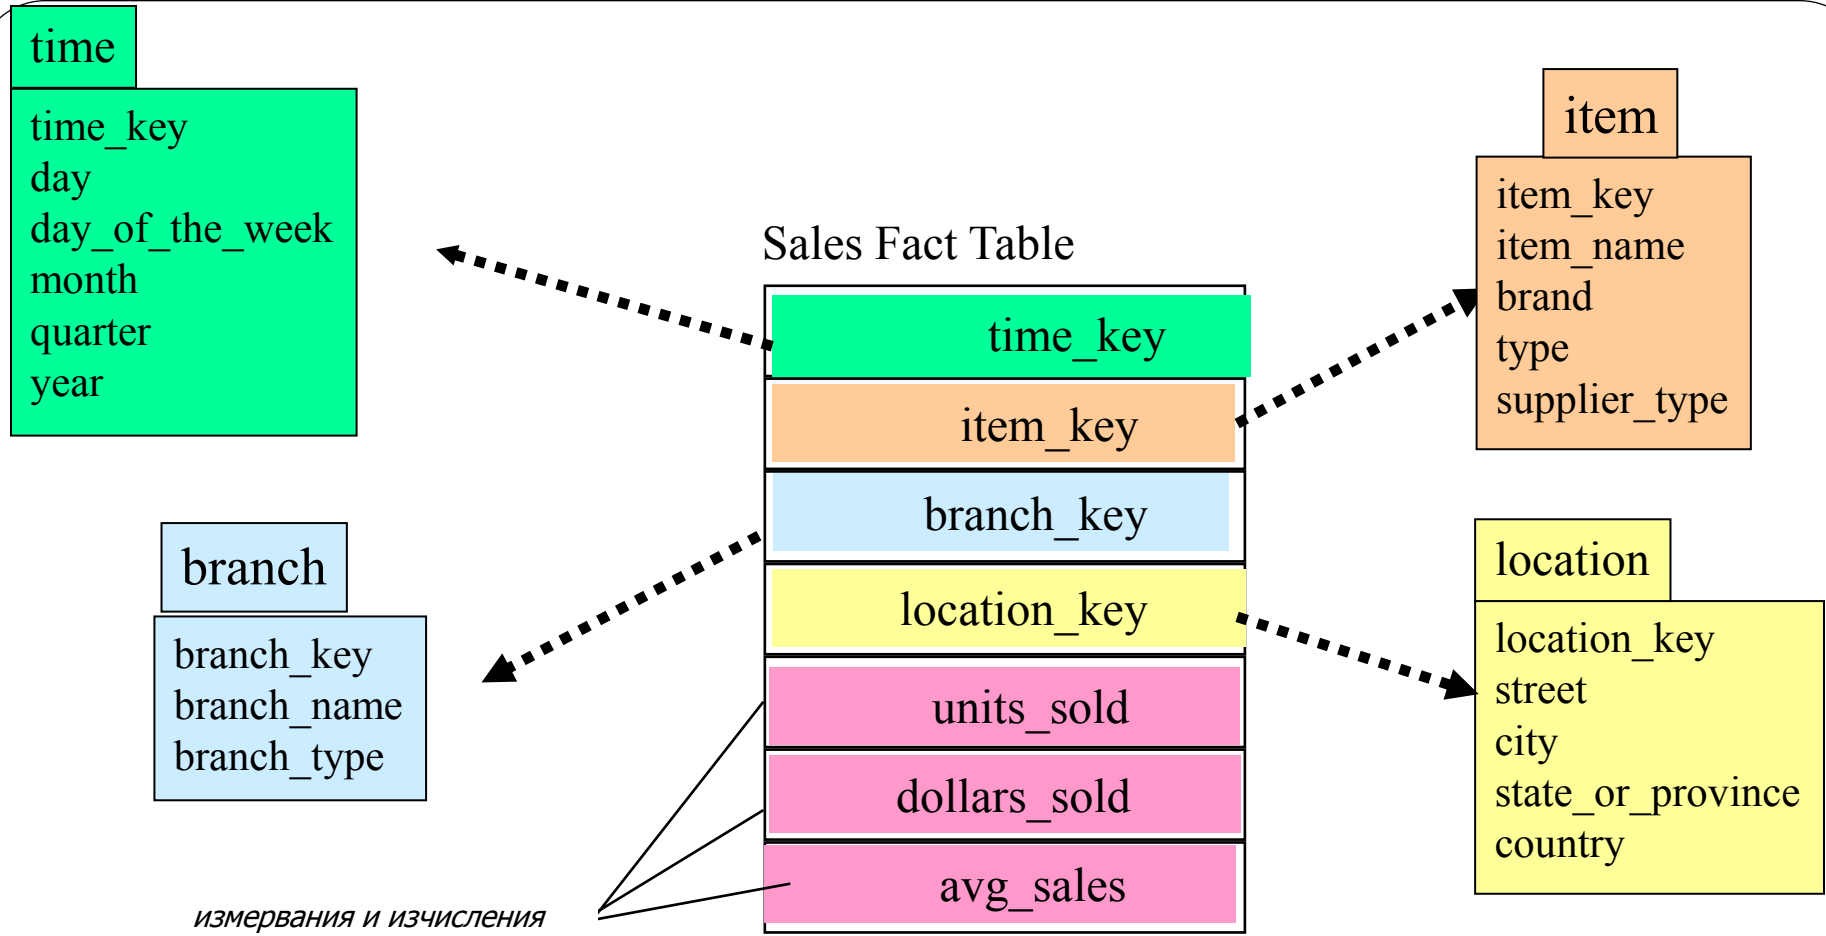 time
time_key
day
day_of_the_week
month
quarter
year
item
item_key
item_name
brand
type
supplier_type
Sales Fact Table
time_key
item_key
branch_key
location_key
units_sold
dollars_sold
avg_sales
branch
branch_key
branch_name
branch_type
location
location_key
street
city
state_or_province
country
измервания и изчисления